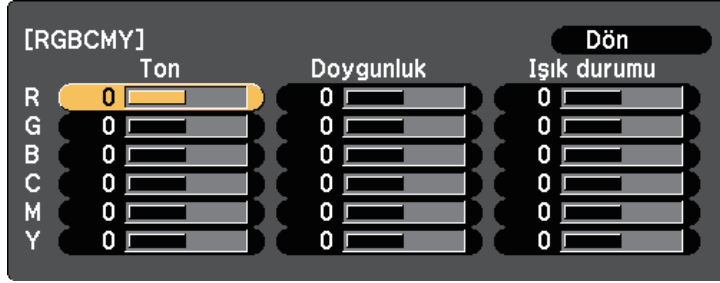 [RGBCMY] Dön
Ton Doygunluk Işık durumu
R 0 0 0
G 0 0 0
B 0 0 0
C 0 0 0
M 0 0 0
Y 0 0 0